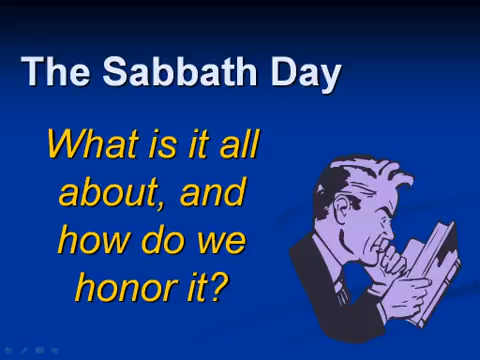 The Sabbath Day
What is it all
about, and
how do we
honor it?